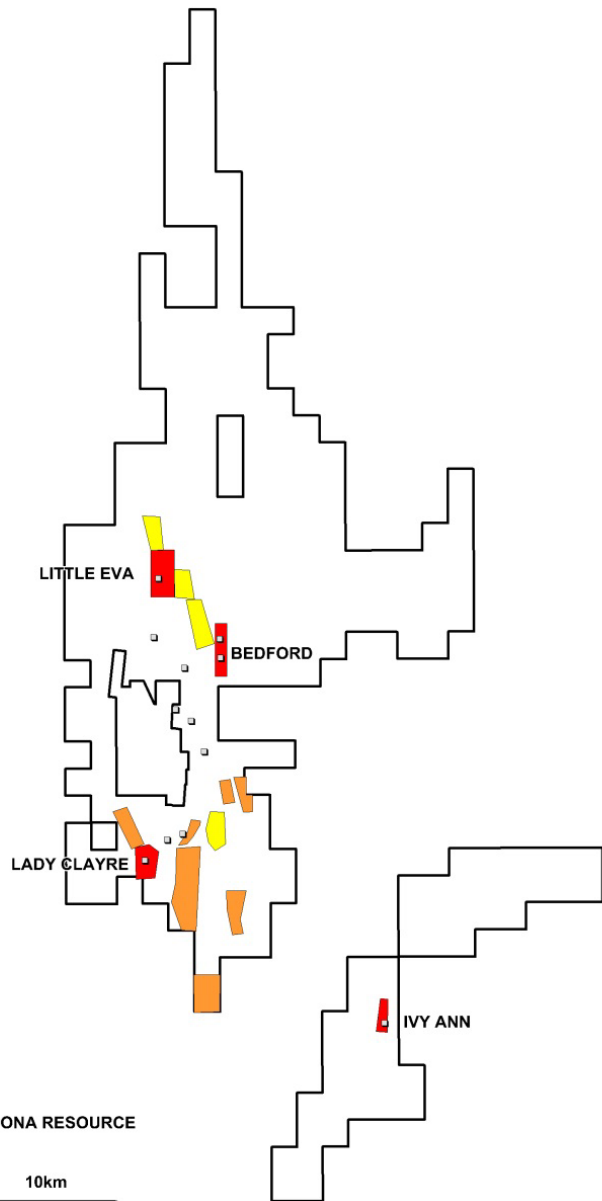 LITTLE EVA
BEDFORD
LADY CLAYRE
IVY ANN
ONA RESOURCE
10km